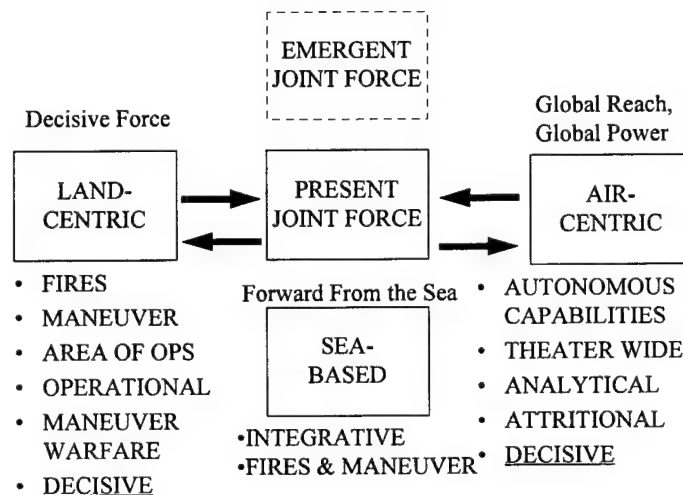 EMERGENT
JOINT FORCE
Decisive Force
Global Reach,
Global Power
LAND-
CENTRIC
PRESENT
JOINT FORCE
AIR-
CENTRIC
• FIRES
• MANEUVER
• AREA OF OPS
• OPERATIONAL
• MANEUVER
WARFARE
• DECISIVE
Forward From the Sea
SEA-
BASED
•INTEGRATIVE
•FIRES & MANEUVER
• AUTONOMOUS
CAPABILITIES
• THEATER WIDE
• ANALYTICAL
• ATTRITIONAL
• DECISIVE